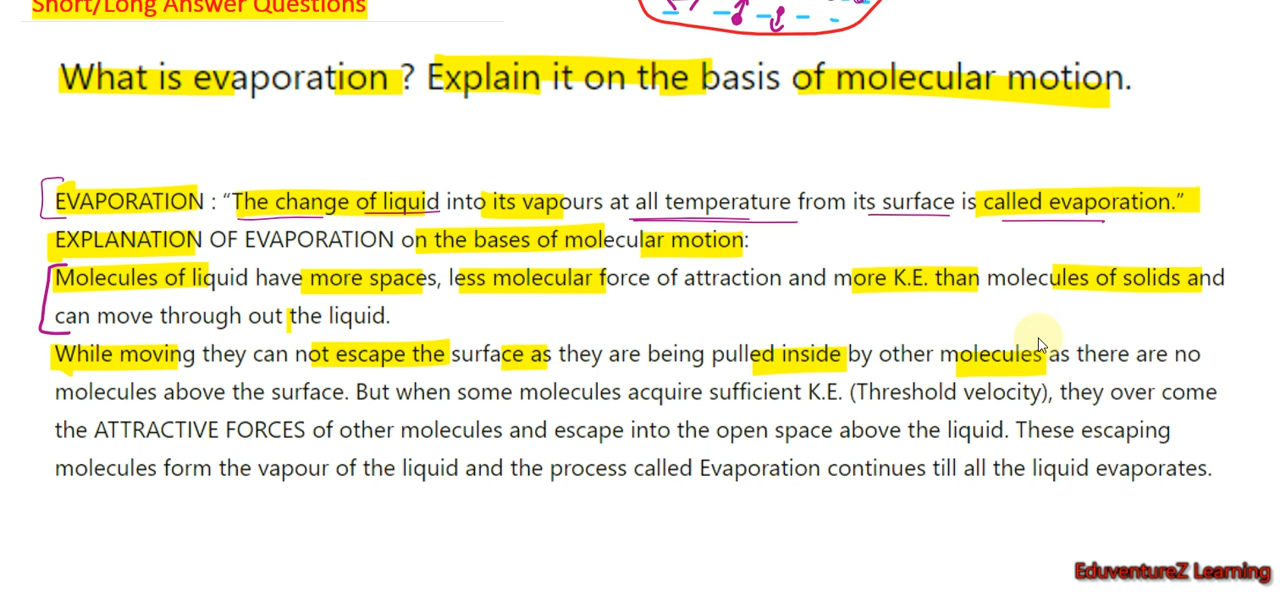 Short/Long Answer Questions
What is evaporation ? Explain it on the basis of molecular motion.
EVAPORATION : “The change of liquid into its vapours at all temperature from its surface is called evaporation.”
EXPLANATION OF EVAPORATION on the bases of molecular motion:
Molecules of liquid have more spaces, less molecular force of attraction and more K.E. than molecules of solids and
can move through out the liquid.
While moving they can not escape the surface as they are being pulled inside by other molecules as there are no
molecules above the surface. But when some molecules acquire sufficient K.E. (Threshold velocity), they over come
the ATTRACTIVE FORCES of other molecules and escape into the open space above the liquid. These escaping
molecules form the vapour of the liquid and the process called Evaporation continues till all the liquid evaporates.
EduventureZ Learning